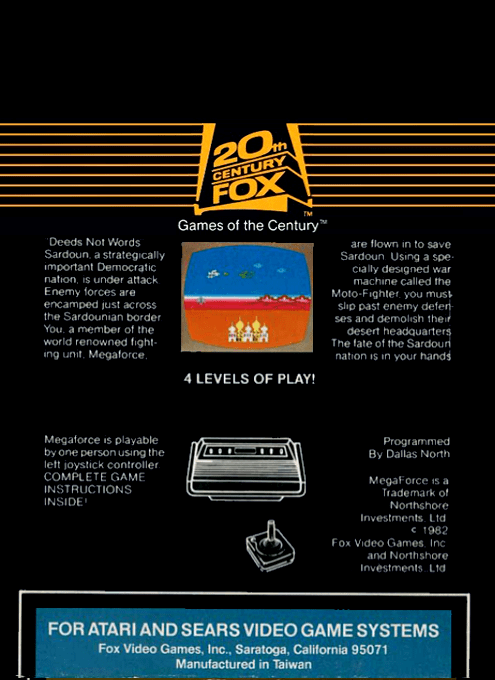 20th
CENTURY
FOX
TM
Games of the Century™
"Deeds Not Words
Sardoun, a strategically
important Democratic
nation, is under attack
Enemy forces are
encamped just across
the Sardounian border
You, a member of the
world renowned fight-
ing unit, Megaforce,
are flown in to save
Sardoun. Using a spe-
cially designed war
machine called the
Moto-Fighter, you must
slip past enemy defen-
ses and demolish their
desert headquarters
The fate of the Sardoun
nation is in your hands
4 LEVELS OF PLAY!
Megaforce is playable
by one person using the
left joystick controller
COMPLETE GAME
INSTRUCTIONS
INSIDE!
Programmed
By Dallas North
MegaForce is a
Trademark of
Northshore
Investments, Ltd
© 1982
Fox Video Games, Inc
and Northshore
Investments, Ltd
FOR ATARI AND SEARS VIDEO GAME SYSTEMS
Fox Video Games, Inc., Saratoga, California 95071
Manufactured in Taiwan